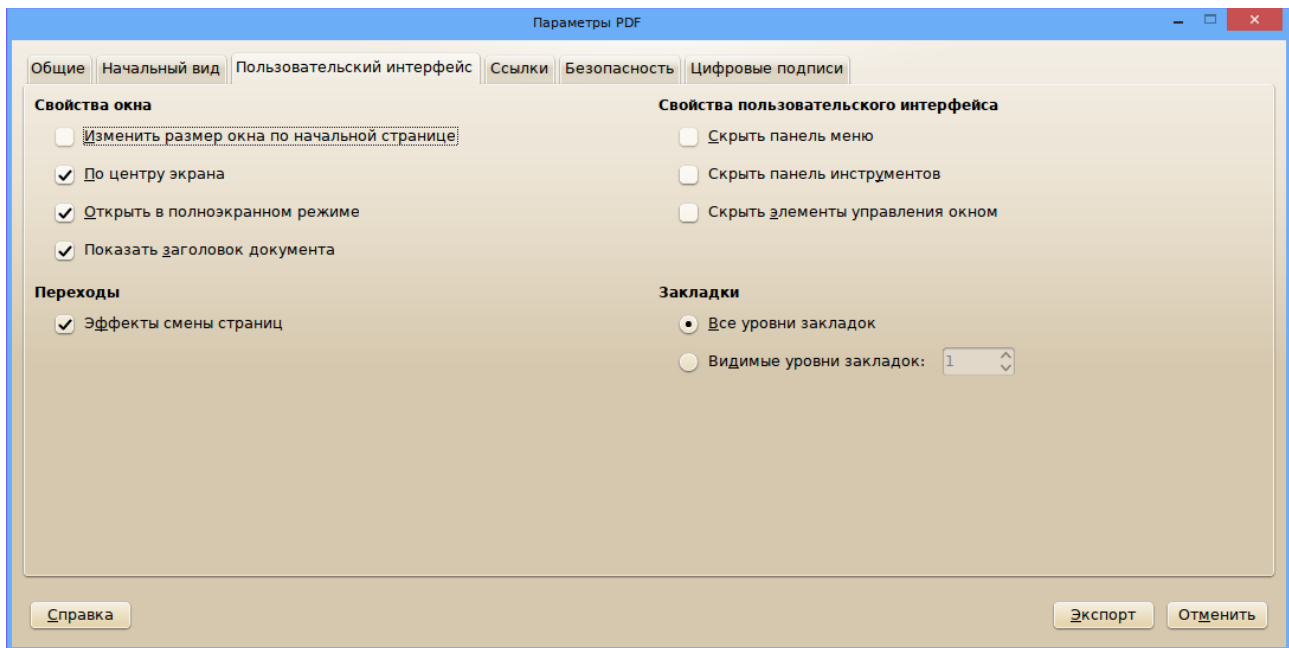 Параметры PDF
Общие Начальный вид Пользовательский интерфейс Ссылки Безопасность Цифровые подписи
Свойства окна
Изменить размер окна по начальной странице
По центру экрана
Открыть в полноэкранном режиме
Показать заголовок документа
Переходы
Эффекты смены страниц
Свойства пользовательского интерфейса
Скрыть панель меню
Скрыть панель инструментов
Скрыть элементы управления окном
Закладки
Все уровни закладок
Видимые уровни закладок: 1
Справка Экспорт Отменить